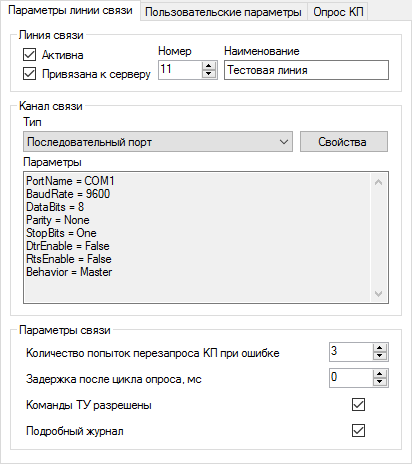 Параметры линии связи Пользовательские параметры Опрос КП
Линия связи
Активна
Привязана к серверу
Номер
11
Наименование
Тестовая линия
Канал связи
Тип
Последовательный порт
Свойства
Параметры
PortName = COM1
BaudRate = 9600
DataBits = 8
Parity = None
StopBits = One
DtrEnable = False
RtsEnable = False
Behavior = Master
Параметры связи
Количество попыток перезапроса КП при ошибке 3
Задержка после цикла опроса, мс 0
Команды ТУ разрешены
Подробный журнал